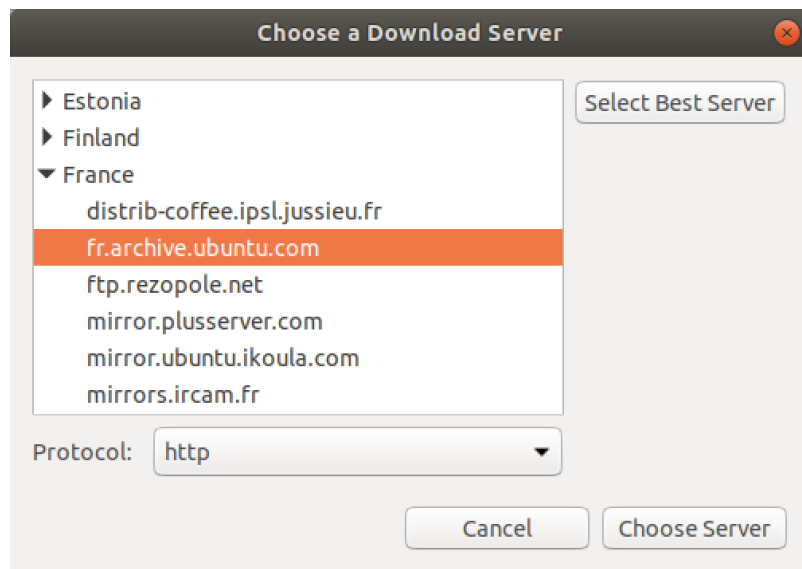 Choose a Download Server
Estonia
Select Best Server
Finland
France
distrib-coffee.ipsl.jussieu.fr
fr.archive.ubuntu.com
ftp.rezopole.net
mirror.plusserver.com
mirror.ubuntu.ikoula.com
mirrors.ircam.fr
Protocol: http
Cancel Choose Server